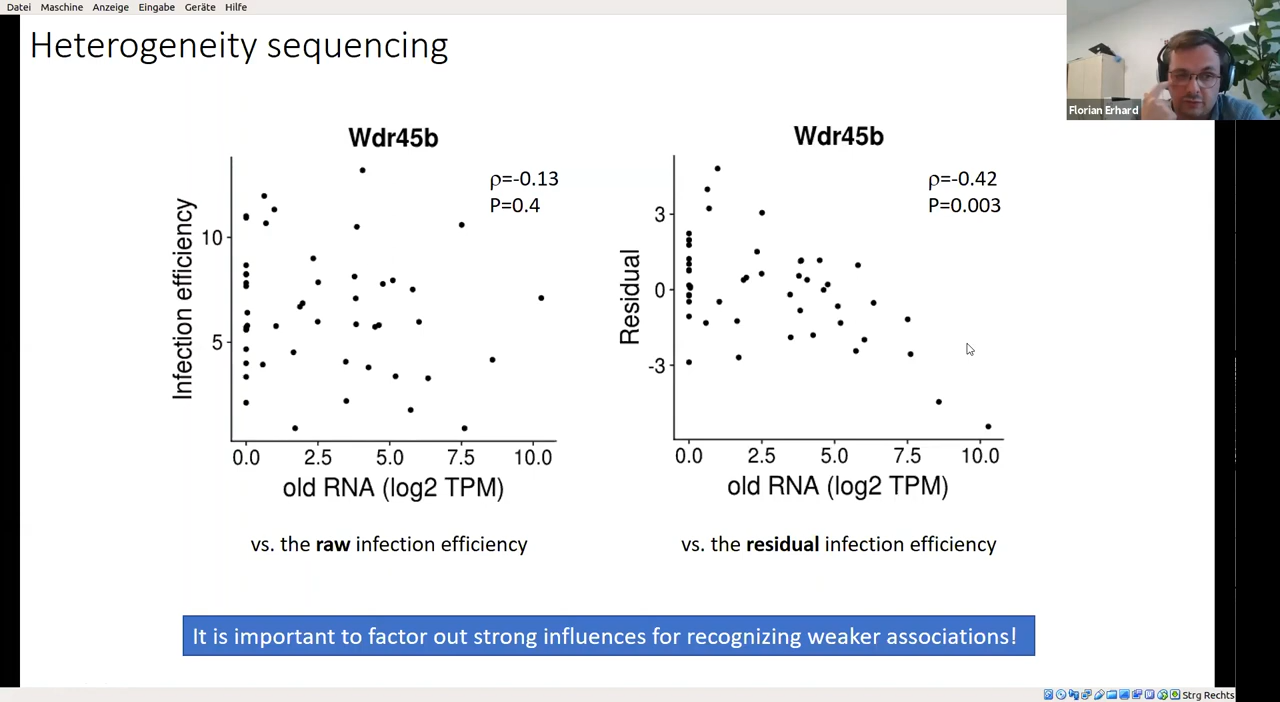 Datei Maschine Anzeige Eingabe Geräte Hilfe
Heterogeneity sequencing
Florian Erhard
Wdr45b
ρ=-0.13
P=0.4
Infection efficiency
10
5
0.0 2.5 5.0 7.5 10.0
old RNA (log2 TPM)
vs. the raw infection efficiency
Wdr45b
ρ=-0.42
P=0.003
Residual
3
0
-3
0.0 2.5 5.0 7.5 10.0
old RNA (log2 TPM)
vs. the residual infection efficiency
It is important to factor out strong influences for recognizing weaker associations!
Strg Rechts